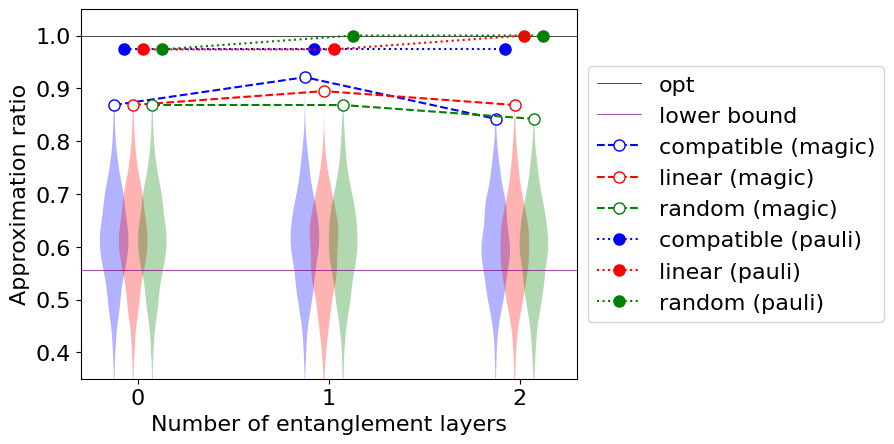 1.0
0.9
0.8
0.7
0.6
0.5
0.4
Approximation ratio
0
1
2
Number of entanglement layers
opt
lower bound
compatible (magic)
linear (magic)
random (magic)
compatible (pauli)
linear (pauli)
random (pauli)